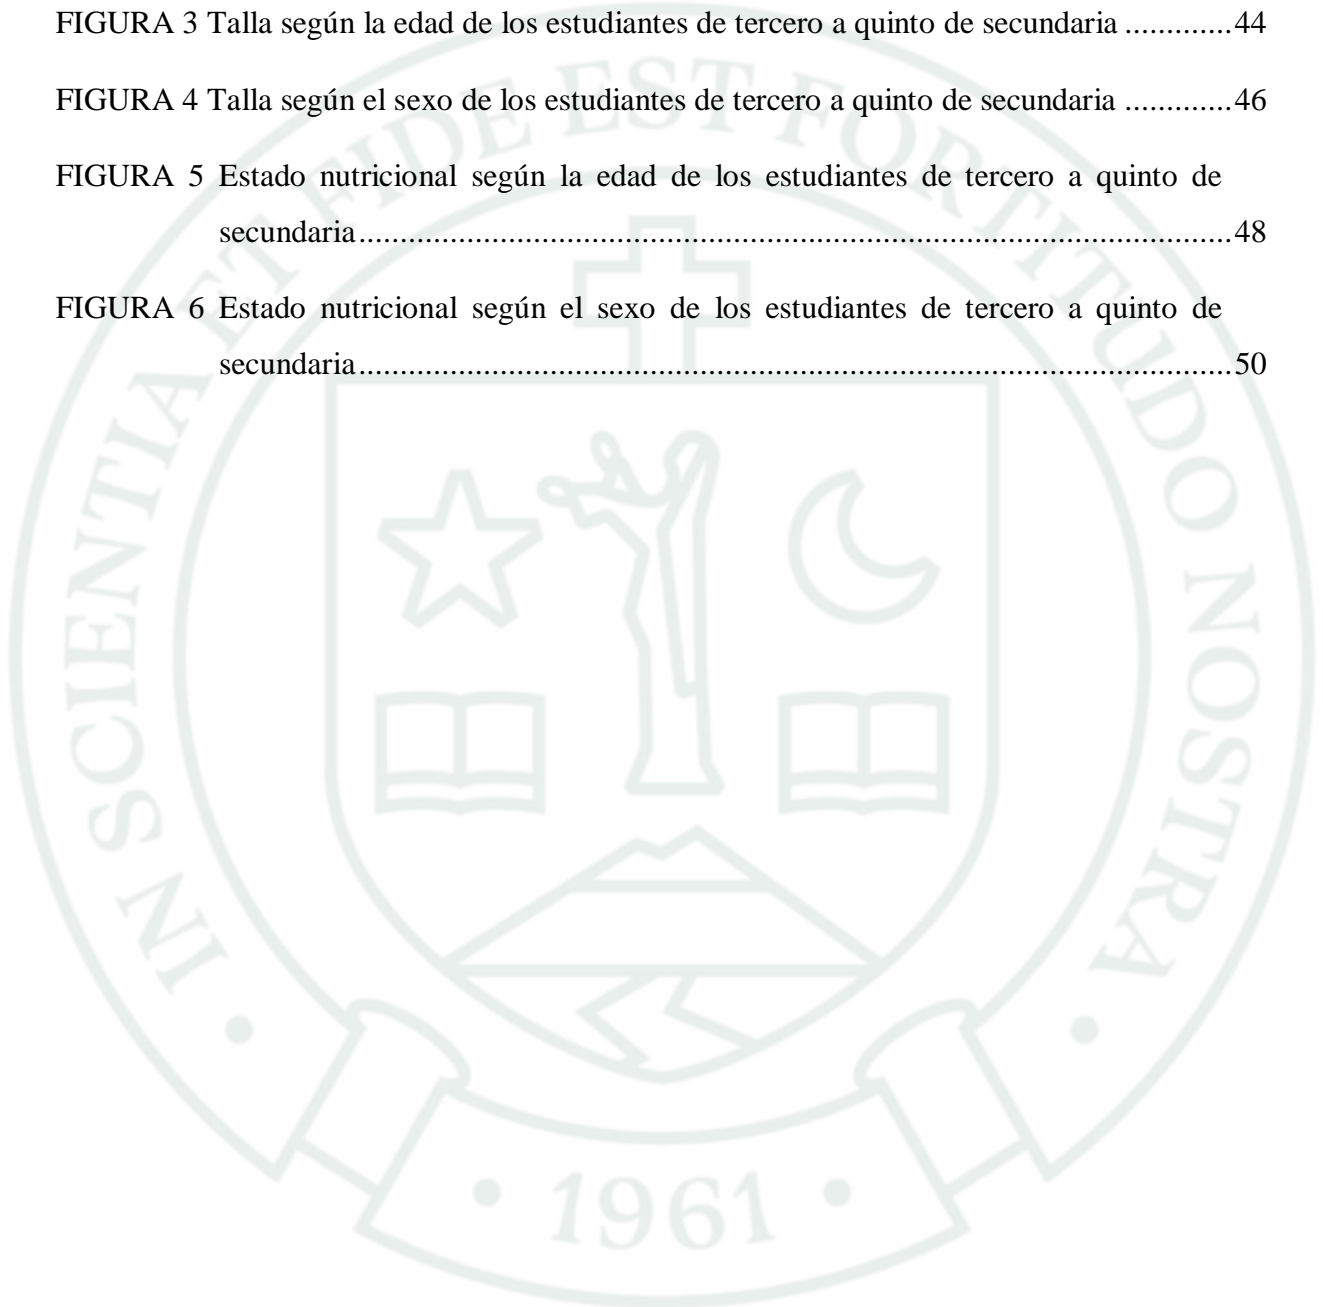 FIGURA 3 Talla según la edad de los estudiantes de tercero a quinto de secundaria .............44
FIGURA 4 Talla según el sexo de los estudiantes de tercero a quinto de secundaria .............46
FIGURA 5 Estado nutricional según la edad de los estudiantes de tercero a quinto de
secundaria...........................................................................................................48
FIGURA 6 Estado nutricional según el sexo de los estudiantes de tercero a quinto de
secundaria...........................................................................................................50
IN SCIENTIA ET FIDE EST FORTITUDO NOSTRA
• 1961 •